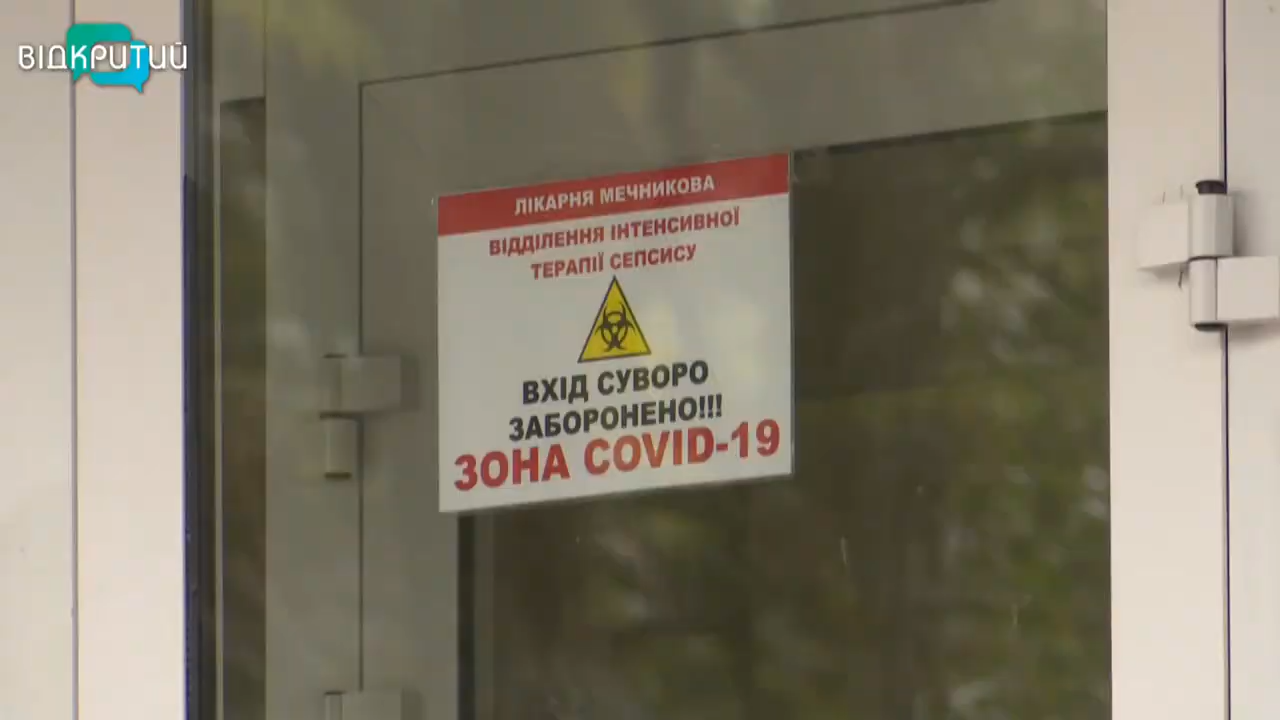 ВІДКРИТИЙ
ЛІКАРНЯ МЕЧНИКОВА
ВІДДІЛЕННЯ ІНТЕНСИВНОЇ
ТЕРАПІЇ СЕПСИСУ
ВХІД СУВОРО
ЗАБОРОНЕНО!!!
ЗОНА COVID-19